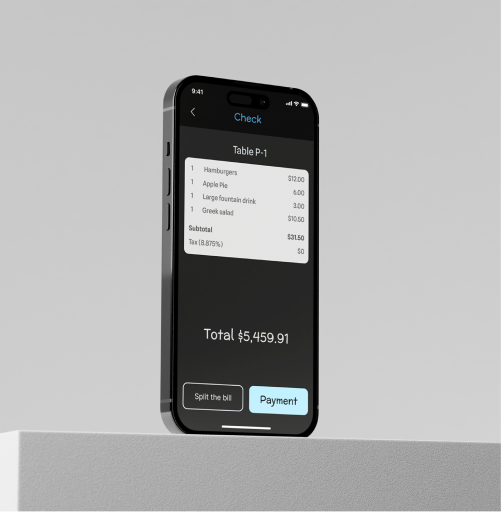 9:41
Check
Table P-1
1 Hamburgers $12.00
1 Apple Pie 6.00
1 Large fountain drink 3.00
1 Greek salad $10.50
Subtotal $31.50
Tax (8.875%) $0
Total $5,459.91
Split the bill Payment